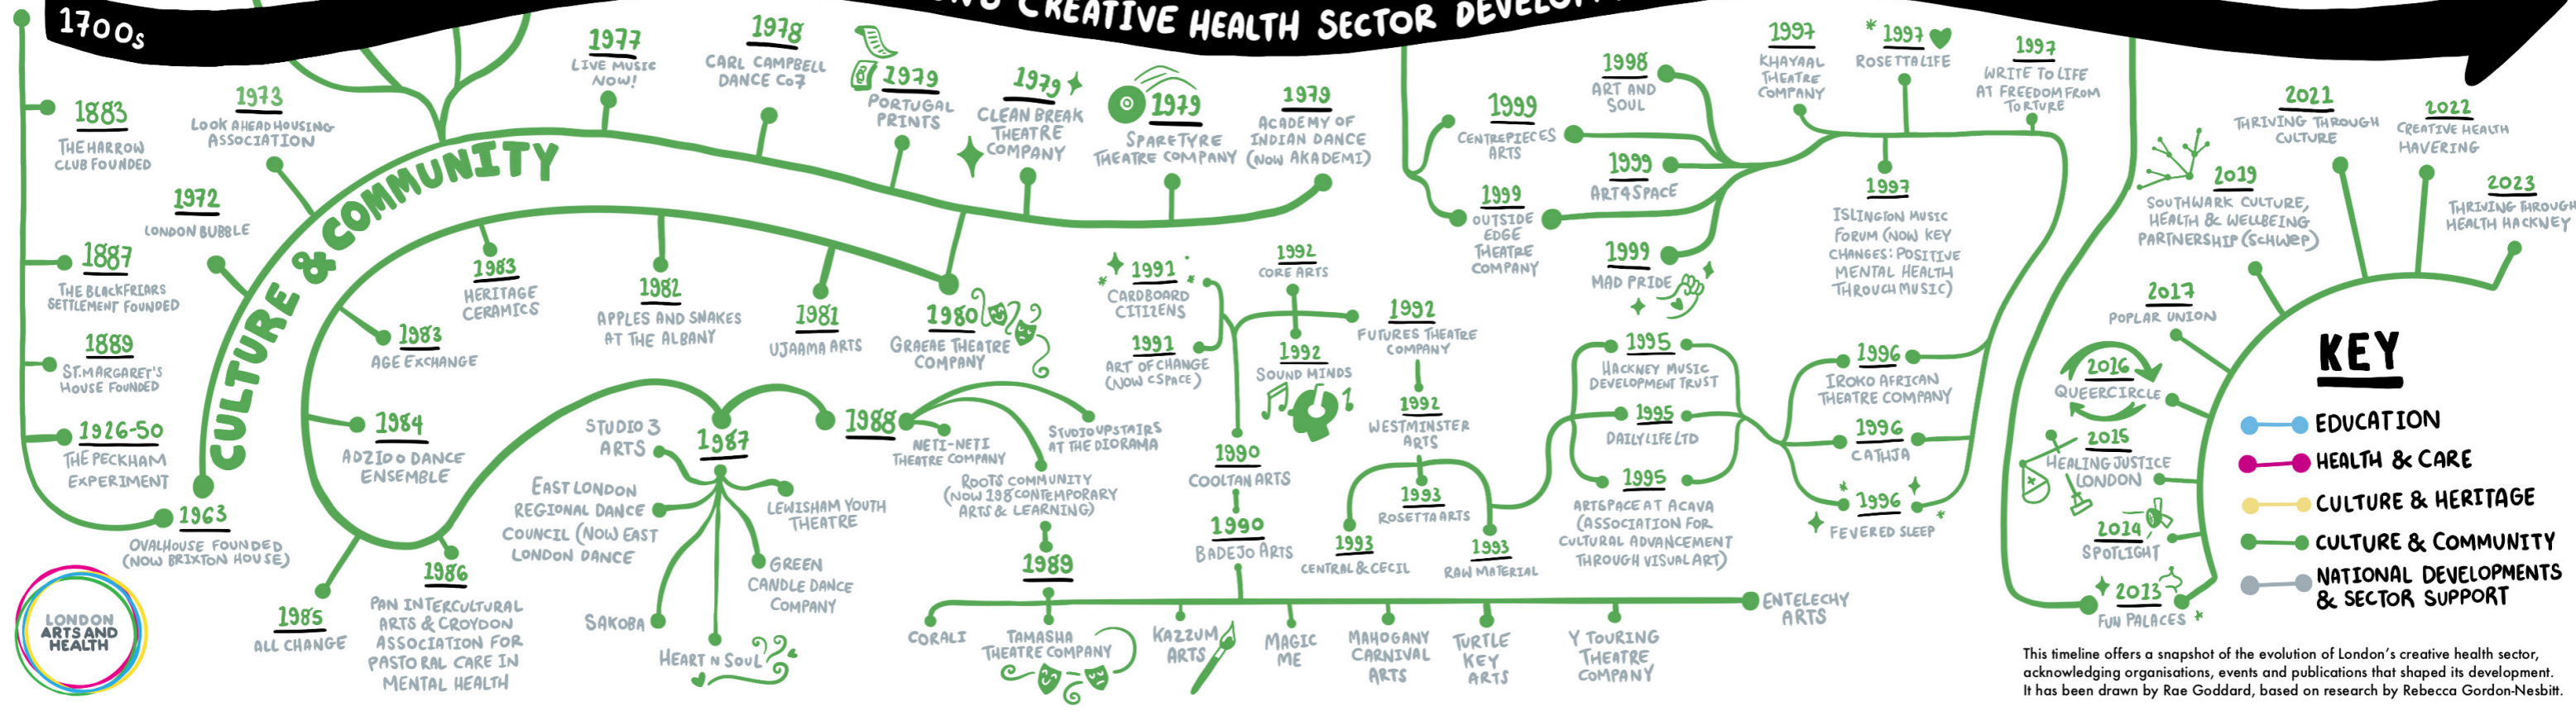 1700s
CREATIVE HEALTH SECTOR
1883
THE HARROW
CLUB FOUNDED
1887
THE BLACKFRIARS
SETTLEMENT FOUNDED
1889
ST. MARGARET'S
HOUSE FOUNDED
1926-50
THE PECKHAM
EXPERIMENT
1963
OVALHOUSE FOUNDED
(NOW BRIXTON HOUSE)
CULTURE & COMMUNITY
1972
LONDON BUBBLE
1973
LOOK AHEAD HOUSING
ASSOCIATION
1977
LIVE MUSIC
NOW!
1978
CARL CAMPBELL
DANCE Co7
1979
PORTUGAL
PRINTS
1979
CLEAN BREAK
THEATRE
COMPANY
1979
SPARE TYRE
THEATRE COMPANY
1979
ACADEMY OF
INDIAN DANCE
(NOW AKADEMI)
1980
GRAEAE THEATRE
COMPANY
1981
UJAAMA ARTS
1982
APPLES AND SNAKES
AT THE ALBANY
1983
HERITAGE
CERAMICS
1983
AGE EXCHANGE
1984
ADZIDO DANCE
ENSEMBLE
1985
ALL CHANGE
1986
PAN INTERCULTURAL
ARTS & CROYDON
ASSOCIATION FOR
PASTORAL CARE IN
MENTAL HEALTH
1987
STUDIO 3
ARTS
EAST LONDON
REGIONAL DANCE
COUNCIL (NOW EAST
LONDON DANCE
SAKOBA
HEART N SOUL
GREEN
CANDLE DANCE
COMPANY
LEWISHAM YOUTH
THEATRE
1988
NETI-NETI
THEATRE COMPANY
STUDIO UPSTAIRS
AT THE DIORAMA
ROOTS COMMUNITY
(NOW 198 CONTEMPORARY
ARTS & LEARNING)
1989
CORALI
TAMASHA
THEATRE COMPANY
KAZZUM
ARTS
MAGIC
ME
MAHOGANY
CARNIVAL
ARTS
TURTLE
KEY
ARTS
Y TOURING
THEATRE
COMPANY
ENTELECHY
ARTS
1990
BADEJO ARTS
1990
COOLTAN ARTS
1991
CARDBOARD
CITIZENS
1991
ART OF CHANGE
(NOW CSPACE)
1992
CORE ARTS
1992
SOUND MINDS
1992
FUTURES THEATRE
COMPANY
1992
WESTMINSTER
ARTS
1993
ROSETTA ARTS
1993
CENTRAL & CECIL
1993
RAW MATERIAL
1995
HACKNEY MUSIC
DEVELOPMENT TRUST
1995
DAILY LIFE LTD
1995
ARTSPACE AT ACAVA
(ASSOCIATION FOR
CULTURAL ADVANCEMENT
THROUGH VISUAL ART)
1996
IROKO AFRICAN
THEATRE COMPANY
1996
CATHJA
1996
FEVERED SLEEP
1997
KHAYAAL
THEATRE
COMPANY
1997
ROSETTA LIFE
1997
WRITE TO LIFE
AT FREEDOM FROM
TORTURE
1997
ISLINGTON MUSIC
FORUM (NOW KEY
CHANGES: POSITIVE
MENTAL HEALTH
THROUGH MUSIC)
1998
ART AND
SOUL
1999
CENTREPIECES
ARTS
1999
ART4SPACE
1999
OUTSIDE
EDGE
THEATRE
COMPANY
1999
MAD PRIDE
2013
FUN PALACES
2014
SPOTLIGHT
2015
HEALING JUSTICE
LONDON
2016
QUEERCIRCLE
2017
POPLAR UNION
2019
SOUTHWARK CULTURE,
HEALTH & WELLBEING
PARTNERSHIP (SCHWEP)
2021
THRIVING THROUGH
CULTURE
2022
CREATIVE HEALTH
HAVERING
2023
THRIVING THROUGH
HEALTH HACKNEY
KEY
EDUCATION
HEALTH & CARE
CULTURE & HERITAGE
CULTURE & COMMUNITY
NATIONAL DEVELOPMENTS
& SECTOR SUPPORT
This timeline offers a snapshot of the evolution of London's creative health sector,
acknowledging organisations, events and publications that shaped its development.
It has been drawn by Rae Goddard, based on research by Rebecca Gordon-Nesbitt.
LONDON
ARTS AND
HEALTH